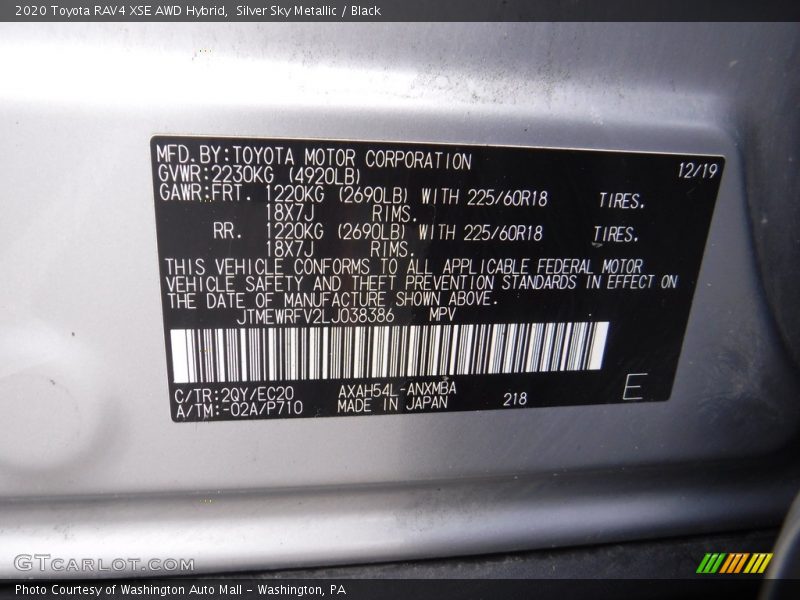 2020 Toyota RAV4 XSE AWD Hybrid,  Silver Sky Metallic / Black
MFD.BY:TOYOTA MOTOR CORPORATION 12/19
GVWR:2230KG (4920LB)
GAWR:FRT. 1220KG (2690LB) WITH 225/60R18 TIRES.
18X7J RIMS.
RR. 1220KG (2690LB) WITH 225/60R18 TIRES.
18X7J RIMS.
THIS VEHICLE CONFORMS TO ALL APPLICABLE FEDERAL MOTOR
VEHICLE SAFETY AND THEFT PREVENTION STANDARDS IN EFFECT ON
THE DATE OF MANUFACTURE SHOWN ABOVE.
JTMEWRFV2LJ038386 MPV
C/TR:2QY/EC20 AXAH54L-ANXMBA
A/TM:-02A/P710 MADE IN JAPAN 218 E
GTCarLot.com
Photo Courtesy of Washington Auto Mall – Washington, PA